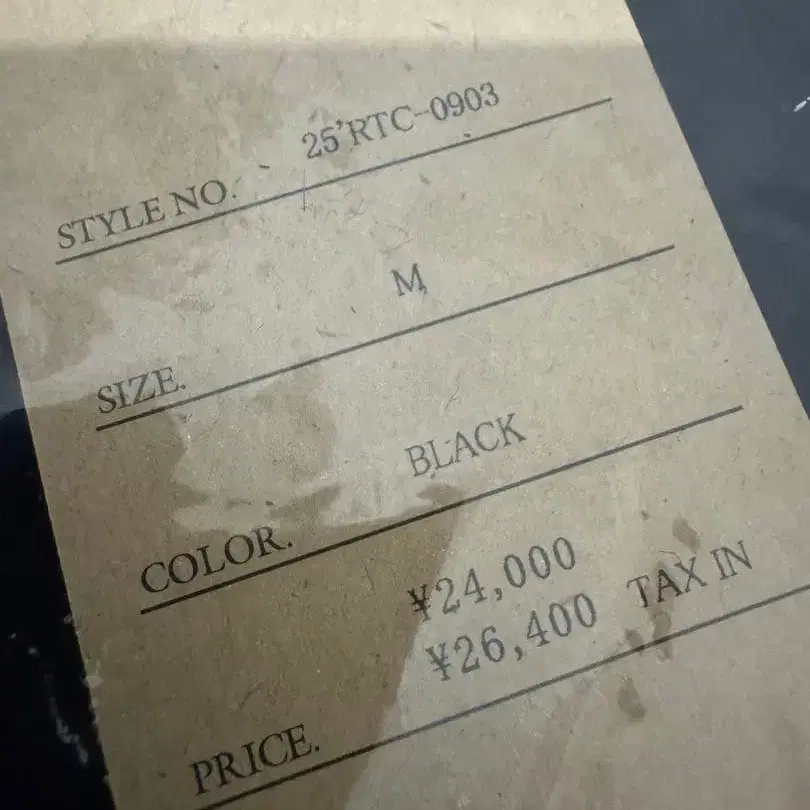 STYLE NO. 25'RTC-0903
SIZE. M
COLOR. BLACK
¥24,000
PRICE. ¥26,400 TAX IN